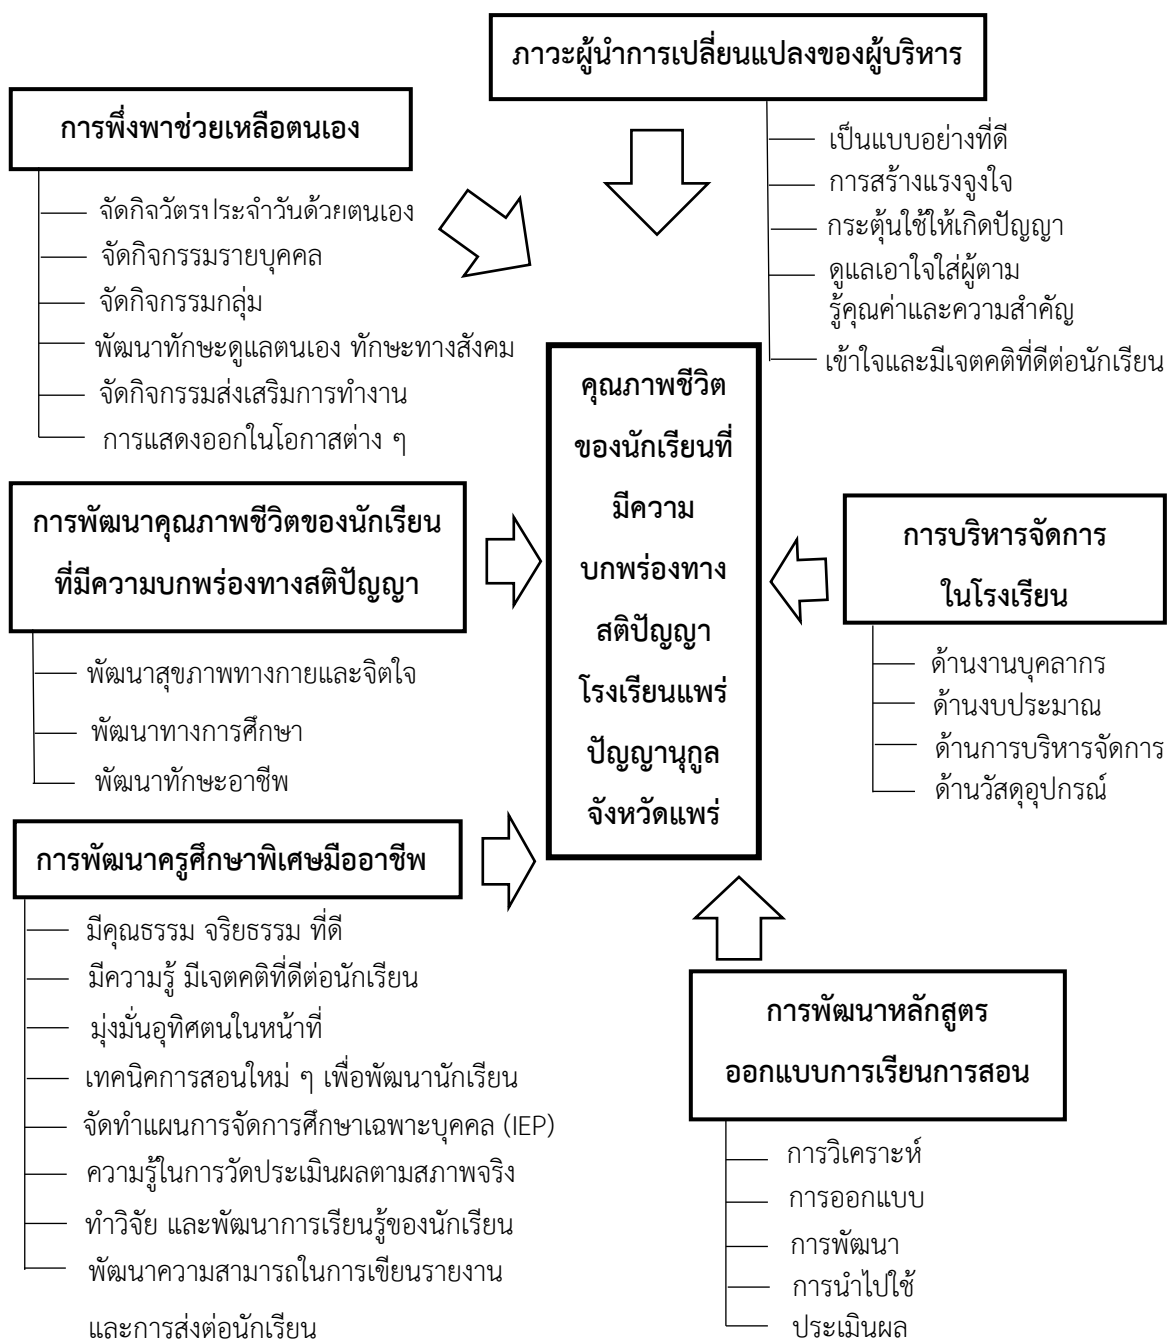 ภาวะผู้นำการเปลี่ยนแปลงของผู้บริหาร
เป็นแบบอย่างที่ดี
การสร้างแรงจูงใจ
กระตุ้นใช้ให้เกิดปัญญา
ดูแลเอาใจใส่ผู้ตาม
รู้คุณค่าและความสำคัญ
เข้าใจและมีเจตคติที่ดีต่อนักเรียน
การพึ่งพาช่วยเหลือตนเอง
จัดกิจวัตรประจำวันด้วยตนเอง
จัดกิจกรรมรายบุคคล
จัดกิจกรรมกลุ่ม
พัฒนาทักษะดูแลตนเอง ทักษะทางสังคม
จัดกิจกรรมส่งเสริมการทำงาน
การแสดงออกในโอกาสต่าง ๆ
คุณภาพชีวิต
ของนักเรียนที่
มีความ
บกพร่องทาง
สติปัญญา
โรงเรียนแพร่
ปัญญานุกูล
จังหวัดแพร่
การพัฒนาคุณภาพชีวิตของนักเรียน
ที่มีความบกพร่องทางสติปัญญา
พัฒนาสุขภาพทางกายและจิตใจ
พัฒนาทางการศึกษา
พัฒนาทักษะอาชีพ
การบริหารจัดการ
ในโรงเรียน
ด้านงานบุคลากร
ด้านงบประมาณ
ด้านการบริหารจัดการ
ด้านวัสดุอุปกรณ์
การพัฒนาครูศึกษาพิเศษมืออาชีพ
มีคุณธรรม จริยธรรม ที่ดี
มีความรู้ มีเจตคติที่ดีต่อนักเรียน
มุ่งมั่นอุทิศตนในหน้าที่
เทคนิคการสอนใหม่ ๆ เพื่อพัฒนานักเรียน
จัดทำแผนการจัดการศึกษาเฉพาะบุคคล (IEP)
ความรู้ในการวัดประเมินผลตามสภาพจริง
ทำวิจัย และพัฒนาการเรียนรู้ของนักเรียน
พัฒนาความสามารถในการเขียนรายงาน
และการส่งต่อนักเรียน
การพัฒนาหลักสูตร
ออกแบบการเรียนการสอน
การวิเคราะห์
การออกแบบ
การพัฒนา
การนำไปใช้
ประเมินผล